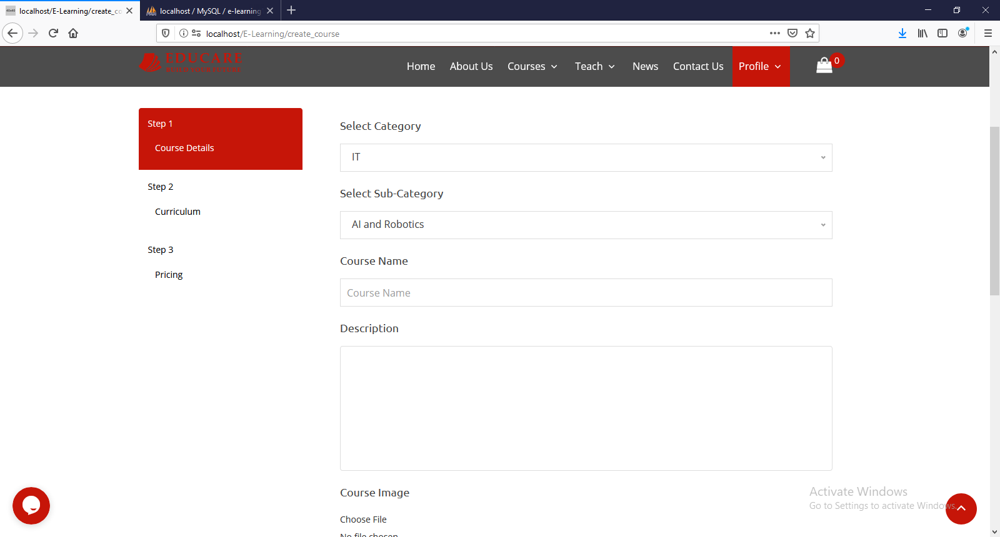 localhost/E-Learning/create_co
localhost / MySQL / e-learning
localhost/E-Learning/create_course
EDUCARE
BUILD YOUR FUTURE
Home
About Us
Courses
Teach
News
Contact Us
Profile
0
Step 1
Course Details
Step 2
Curriculum
Step 3
Pricing
Select Category
IT
Select Sub-Category
AI and Robotics
Course Name
Course Name
Description
Course Image
Choose File
No file chosen
Activate Windows
Go to Settings to activate Windows.